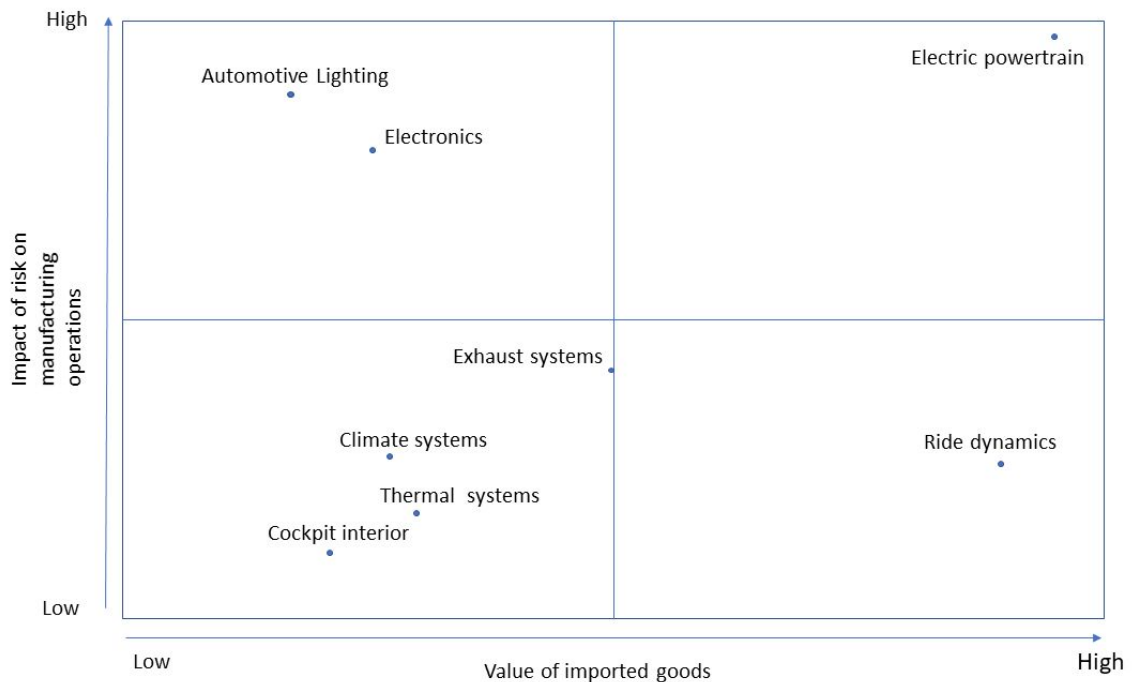 High
Electric powertrain
Automotive Lighting
Electronics
Impact of risk on
manufacturing
operations
Exhaust systems
Climate systems
Ride dynamics
Thermal systems
Cockpit interior
Low
Low
Value of imported goods
High